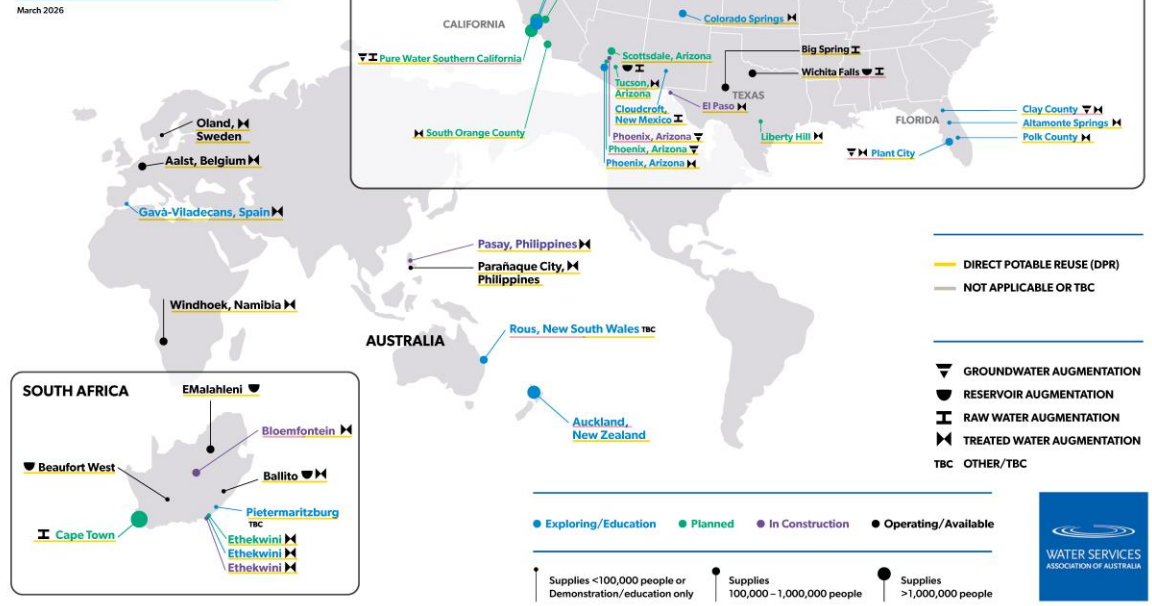 March 2026
CALIFORNIA
Colorado Springs
Pure Water Southern California
Scottsdale, Arizona
Big Spring
Tucson,
Arizona
Wichita Falls
Cloudcroft,
New Mexico
El Paso
TEXAS
South Orange County
Phoenix, Arizona
Phoenix, Arizona
Phoenix, Arizona
Liberty Hill
FLORIDA
Clay County
Altamonte Springs
Polk County
Plant City
Oland,
Sweden
Aalst, Belgium
Gavà-Viladecans, Spain
Pasay, Philippines
Parañaque City,
Philippines
Windhoek, Namibia
AUSTRALIA
Rous, New South Wales TBC
Auckland,
New Zealand
DIRECT POTABLE REUSE (DPR)
NOT APPLICABLE OR TBC
GROUNDWATER AUGMENTATION
RESERVOIR AUGMENTATION
RAW WATER AUGMENTATION
TREATED WATER AUGMENTATION
TBC OTHER/TBC
SOUTH AFRICA
EMalahleni
Bloemfontein
Beaufort West
Ballito
Pietermaritzburg
TBC
Cape Town
Ethekwini
Ethekwini
Ethekwini
Exploring/Education
Planned
In Construction
Operating/Available
Supplies <100,000 people or
Demonstration/education only
Supplies
100,000 – 1,000,000 people
Supplies
>1,000,000 people
WATER SERVICES
ASSOCIATION OF AUSTRALIA